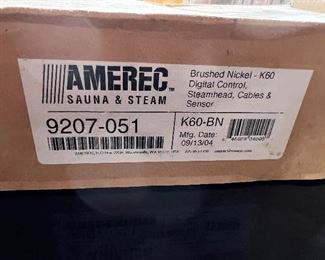 AMEREC™
SAUNA & STEAM
Brushed Nickel - K60
Digital Control,
Steamhead, Cables &
Sensor
9207-051
K60-BN
Mfg. Date:
09/13/04